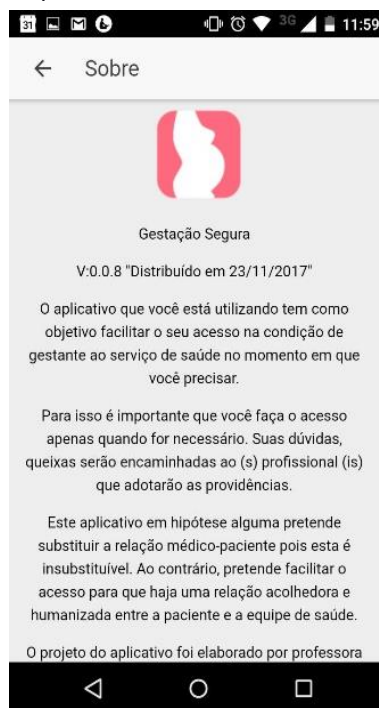 31
3G
11:59
Sobre
Gestação Segura
V:0.0.8 "Distribuído em 23/11/2017"
O aplicativo que você está utilizando tem como
objetivo facilitar o seu acesso na condição de
gestante ao serviço de saúde no momento em que
você precisar.
Para isso é importante que você faça o acesso
apenas quando for necessário. Suas dúvidas,
queixas serão encaminhadas ao (s) profissional (is)
que adotarão as providências.
Este aplicativo em hipótese alguma pretende
substituir a relação médico-paciente pois esta é
insubstituível. Ao contrário, pretende facilitar o
acesso para que haja uma relação acolhedora e
humanizada entre a paciente e a equipe de saúde.
O projeto do aplicativo foi elaborado por professora